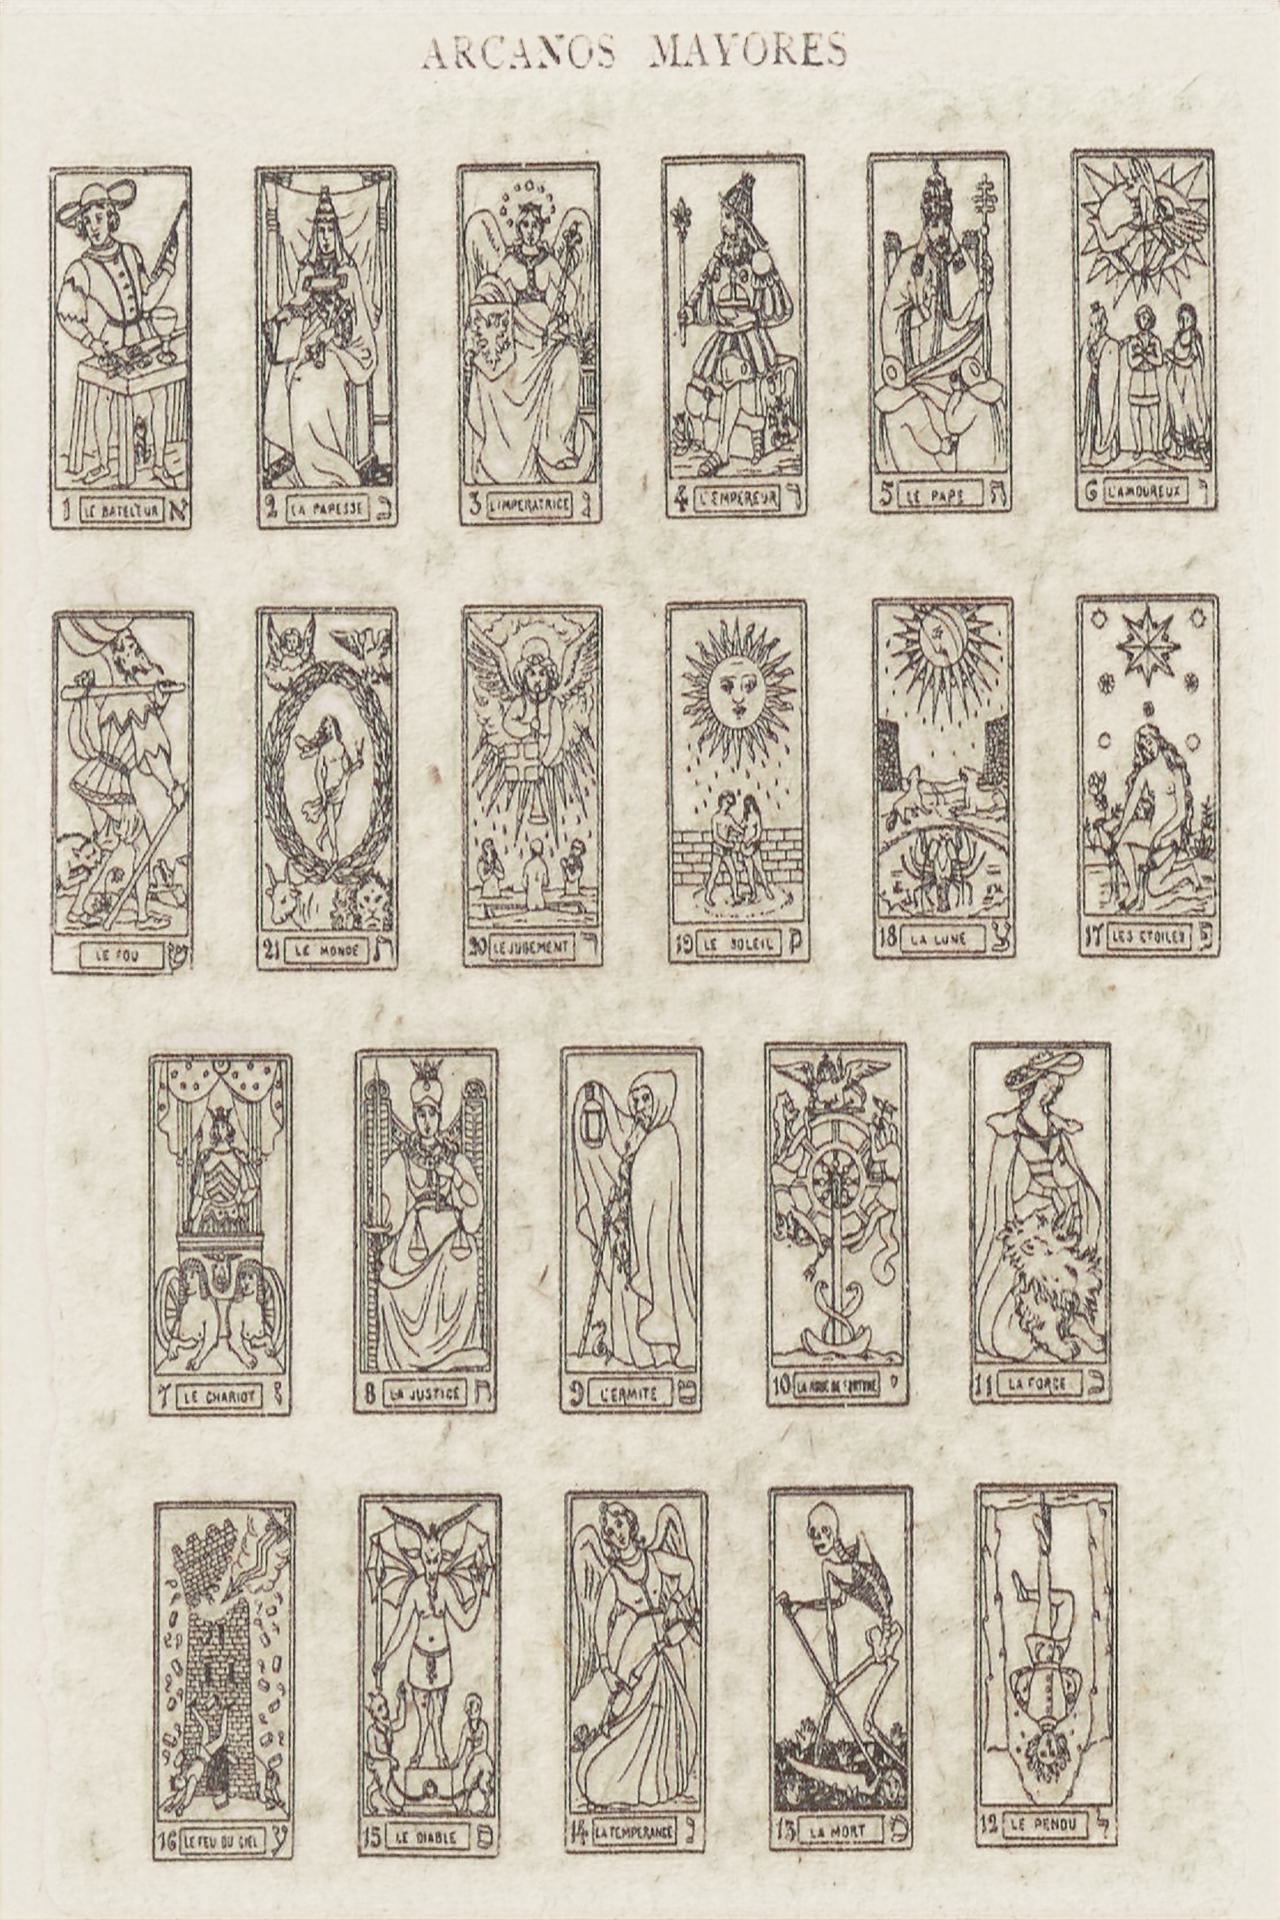 ARCANOS MAYORES
1 LE BATELEUR א
2 LA PAPESSE ב
3 L'IMPERATRICE ג
4 L'EMPEREUR ד
5 LE PAPE ה
6 L'AMOUREUX ו
LE FOU ש
21 LE MONDE ת
20 LE JUGEMENT ר
19 LE SOLEIL ק
18 LA LUNE צ
17 LES ETOILES פ
7 LE CHARIOT ז
8 LA JUSTICE ח
9 L'ERMITE ט
10 LA ROUE DE FORTUNE י
11 LA FORCE כ
16 LE FEU DU CIEL ע
15 LE DIABLE ס
14 LA TEMPERANCE נ
13 LA MORT מ
12 LE PENDU ל